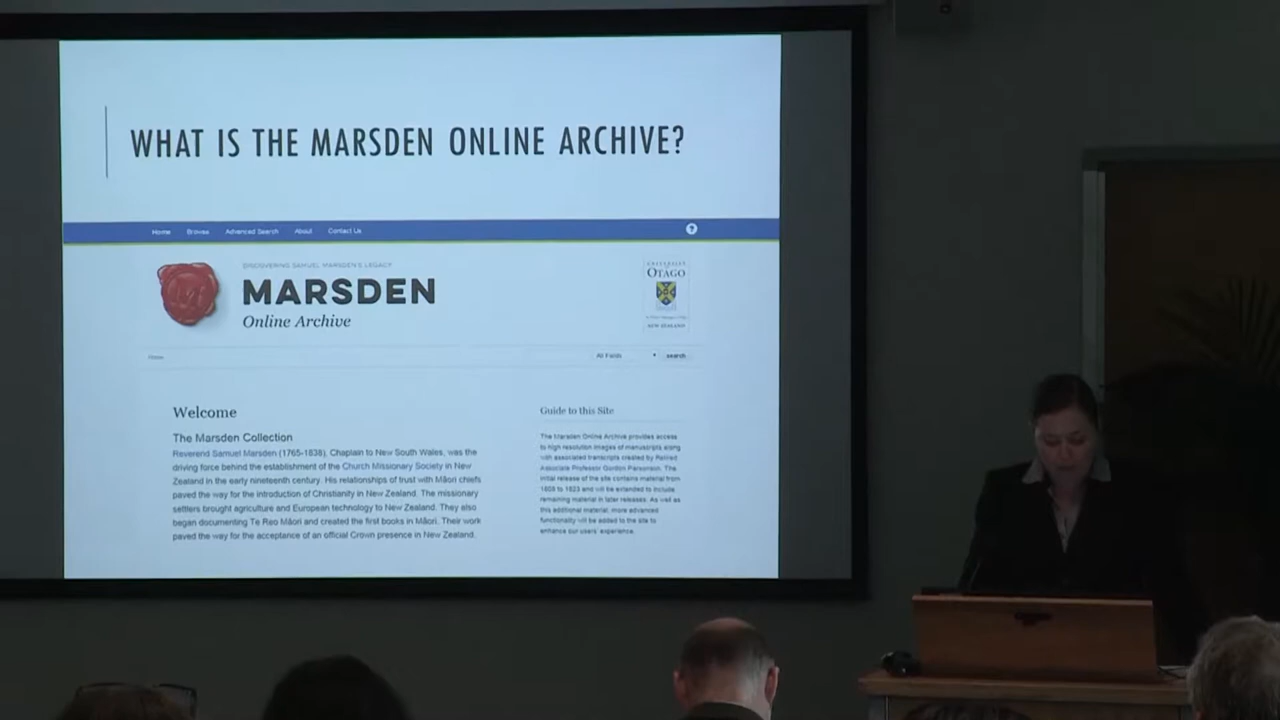 WHAT IS THE MARSDEN ONLINE ARCHIVE?
Home Browse Advanced Search About Contact Us ?
DISCOVERING SAMUEL MARSDEN'S LEGACY
MARSDEN
Online Archive
UNIVERSITY
OTAGO
NEW ZEALAND
Home
All Fields search
Welcome
The Marsden Collection
Reverend Samuel Marsden (1765-1838), Chaplain to New South Wales, was the
driving force behind the establishment of the Church Missionary Society in New
Zealand in the early nineteenth century. His relationships of trust with Māori chiefs
paved the way for the introduction of Christianity in New Zealand. The missionary
settlers brought agriculture and European technology to New Zealand. They also
began documenting Te Reo Māori and created the first books in Māori. Their work
paved the way for the acceptance of an official Crown presence in New Zealand.
Guide to this Site
The Marsden Online Archive provides access
to high resolution images of manuscripts along
with associated transcripts created by Retired
Associate Professor Gordon Parsonson. The
initial release of the site contains material from
1808 to 1823 and will be extended to include
remaining material in later releases. As well as
this additional material, more advanced
functionality will be added to the site to
enhance our users' experience.